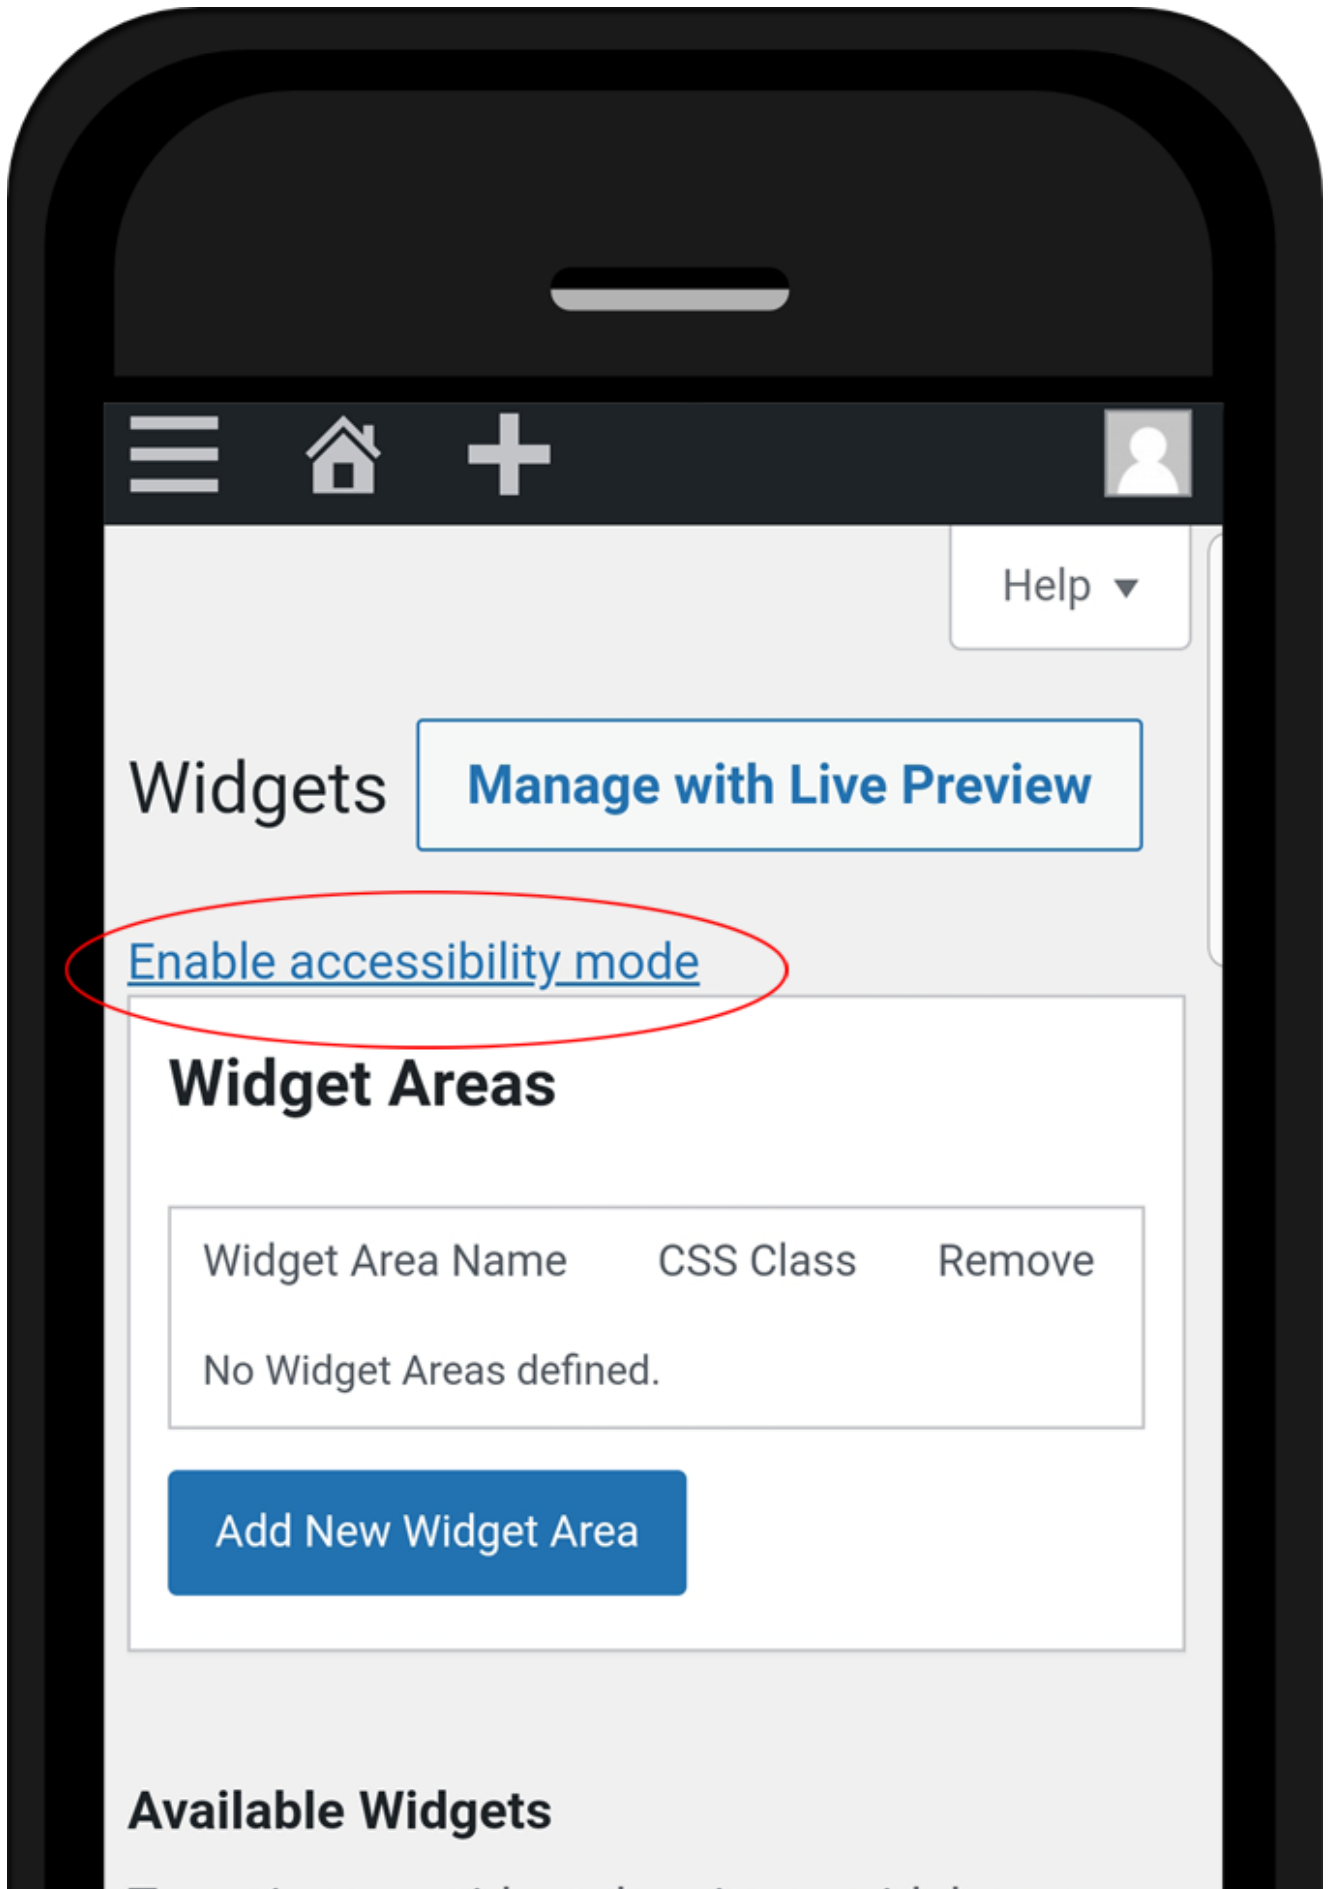 Help
Widgets Manage with Live Preview
Enable accessibility mode
Widget Areas
Widget Area Name CSS Class Remove
No Widget Areas defined.
Add New Widget Area
Available Widgets